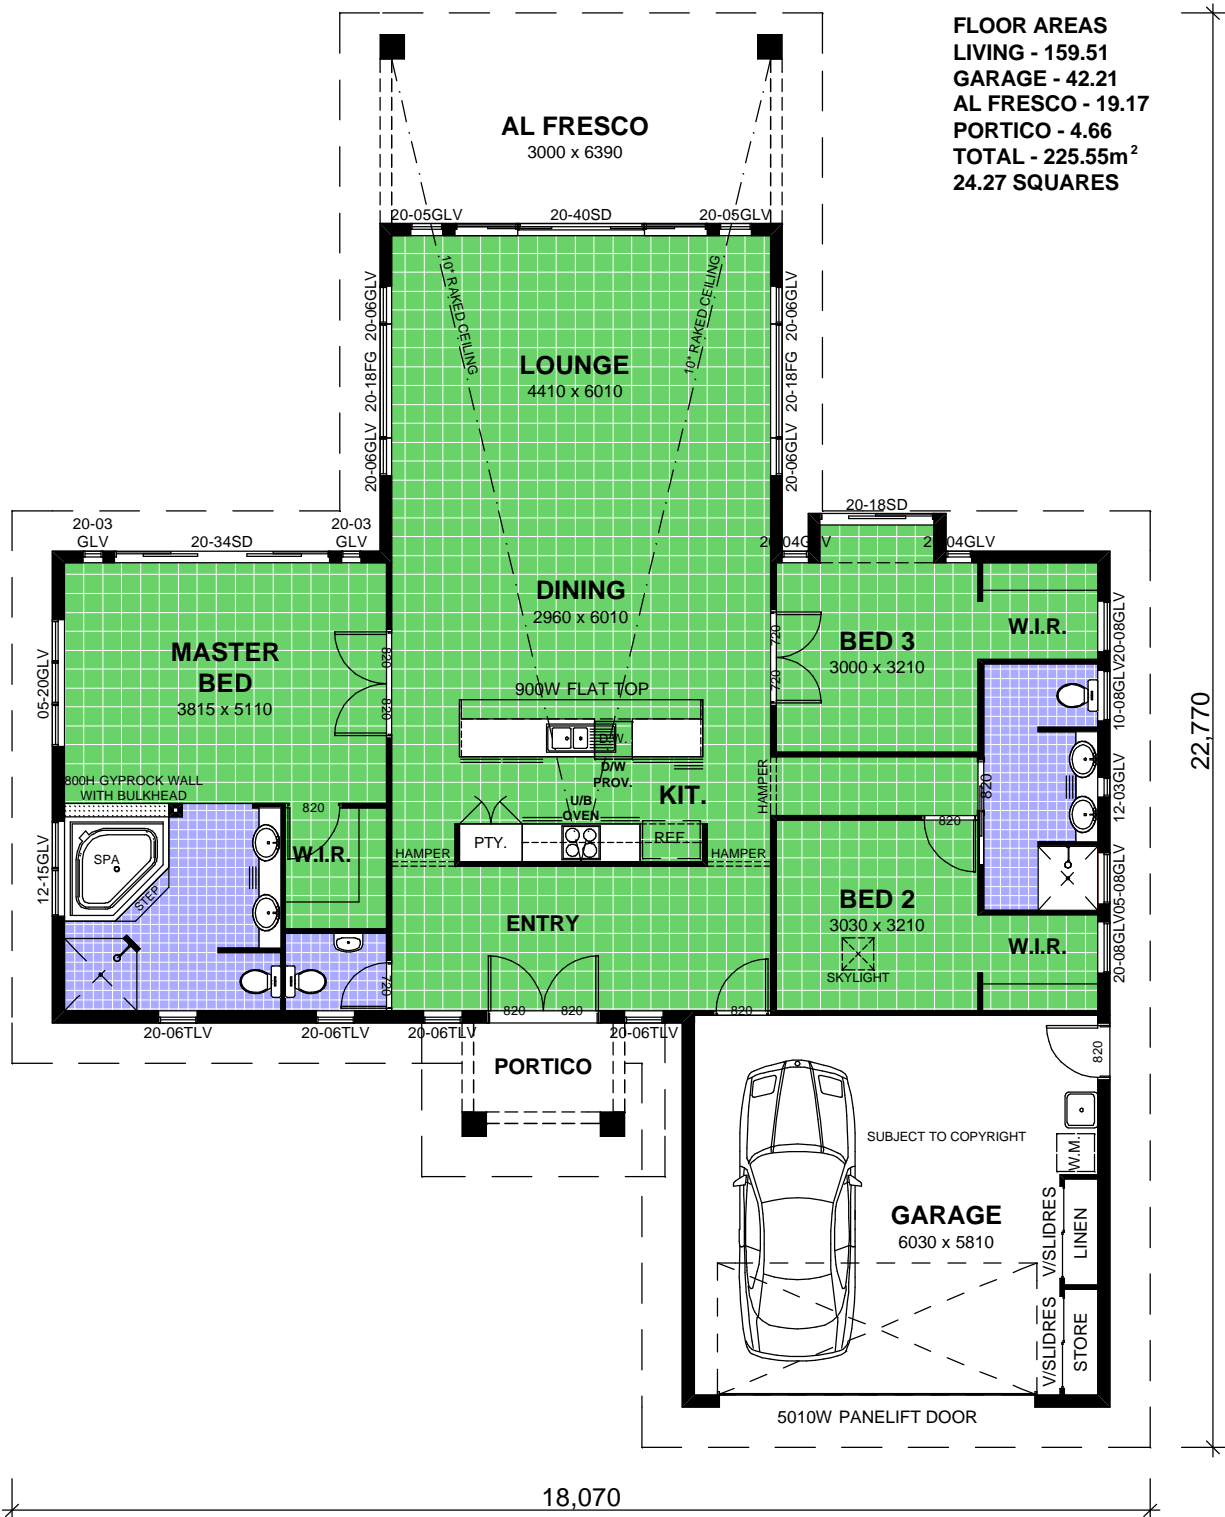 FLOOR AREAS
LIVING - 159.51
GARAGE - 42.21
AL FRESCO - 19.17
PORTICO - 4.66
TOTAL - 225.55m²
24.27 SQUARES
AL FRESCO
3000 x 6390
20-05GLV
20-40SD
20-05GLV
10° RAKED CEILING
10° RAKED CEILING
20-06GLV
20-18FG
20-06GLV
20-06GLV
20-18FG
20-06GLV
LOUNGE
4410 x 6010
20-03
GLV
20-34SD
20-03
GLV
20-18SD
20-04GLV
20-04GLV
DINING
2960 x 6010
MASTER
BED
3815 x 5110
820
820
05-20GLV
720
720
BED 3
3000 x 3210
W.I.R.
20-08GLV
10-08GLV
900W FLAT TOP
D.W.
D/W
PROV.
U/B
OVEN
KIT.
PTY.
REF.
HAMPER
HAMPER
HAMPER
820
12-03GLV
22,770
1800H GYPROCK WALL
WITH BULKHEAD
820
W.I.R.
SPA
STEP
12-15GLV
820
05-08GLV
BED 2
3030 x 3210
SKYLIGHT
W.I.R.
20-08GLV
ENTRY
720
820
820
820
20-06TLV
20-06TLV
20-06TLV
20-06TLV
PORTICO
820
SUBJECT TO COPYRIGHT
W.M.
GARAGE
6030 x 5810
V/SLIDRES
LINEN
V/SLIDRES
STORE
5010W PANELIFT DOOR
18,070